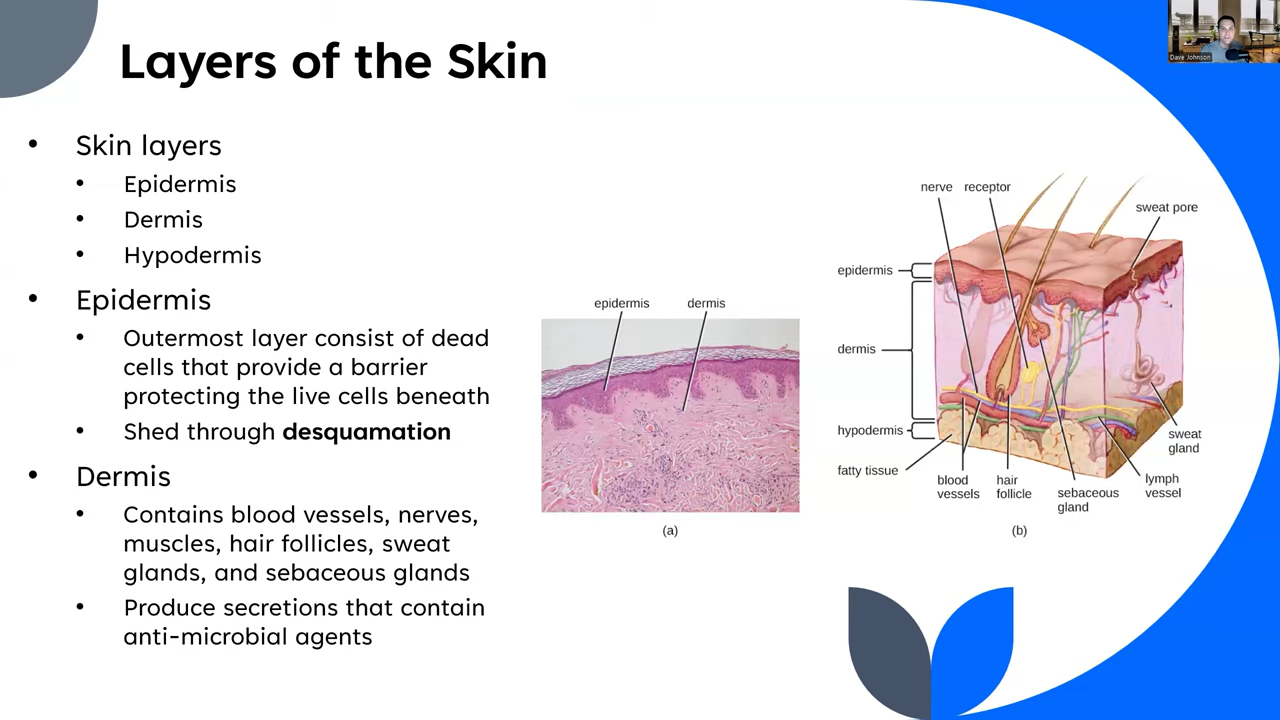 Layers of the Skin
Dave Johnson
• Skin layers
• Epidermis
• Dermis
• Hypodermis
• Epidermis
• Outermost layer consist of dead
cells that provide a barrier
protecting the live cells beneath
• Shed through desquamation
• Dermis
• Contains blood vessels, nerves,
muscles, hair follicles, sweat
glands, and sebaceous glands
• Produce secretions that contain
anti-microbial agents
epidermis
dermis
(a)
nerve
receptor
sweat pore
epidermis
dermis
hypodermis
fatty tissue
blood
vessels
hair
follicle
sebaceous
gland
lymph
vessel
sweat
gland
(b)